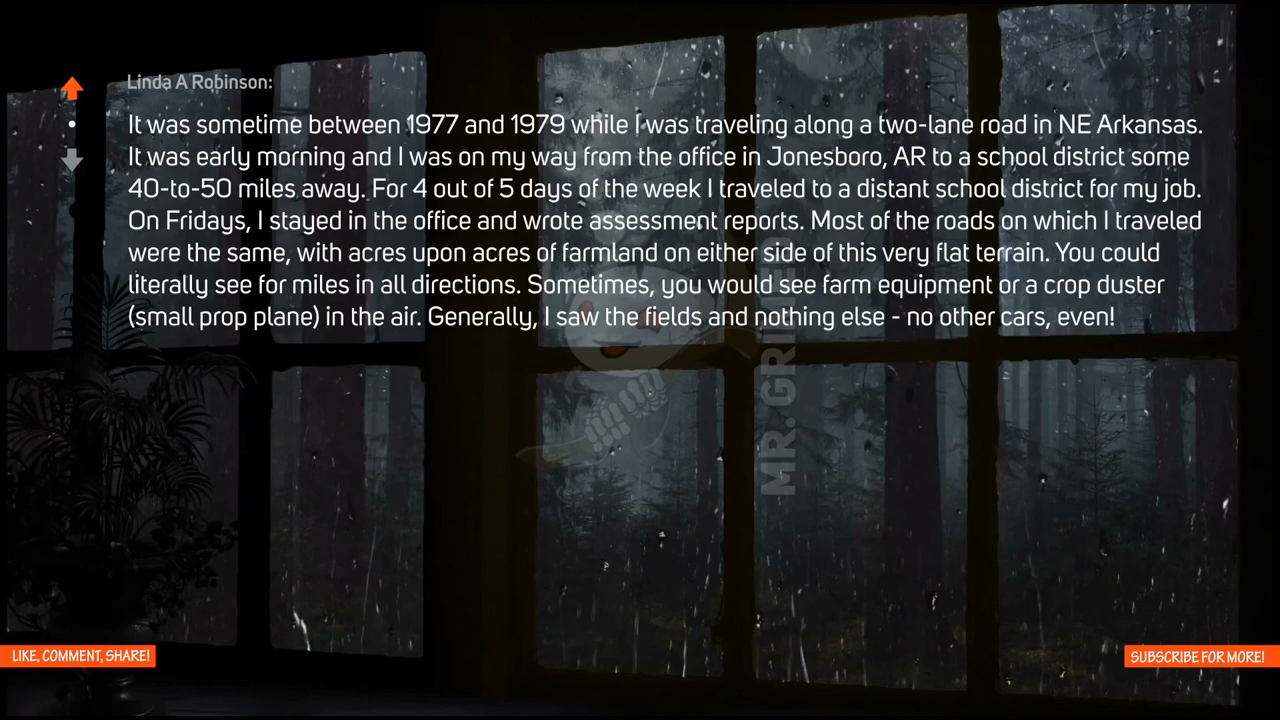 Linda A Robinson:
It was sometime between 1977 and 1979 while I was traveling along a two-lane road in NE Arkansas.
It was early morning and I was on my way from the office in Jonesboro, AR to a school district some
40-to-50 miles away. For 4 out of 5 days of the week I traveled to a distant school district for my job.
On Fridays, I stayed in the office and wrote assessment reports. Most of the roads on which I traveled
were the same, with acres upon acres of farmland on either side of this very flat terrain. You could
literally see for miles in all directions. Sometimes, you would see farm equipment or a crop duster
(small prop plane) in the air. Generally, I saw the fields and nothing else - no other cars, even!
LIKE, COMMENT, SHARE!
SUBSCRIBE FOR MORE!